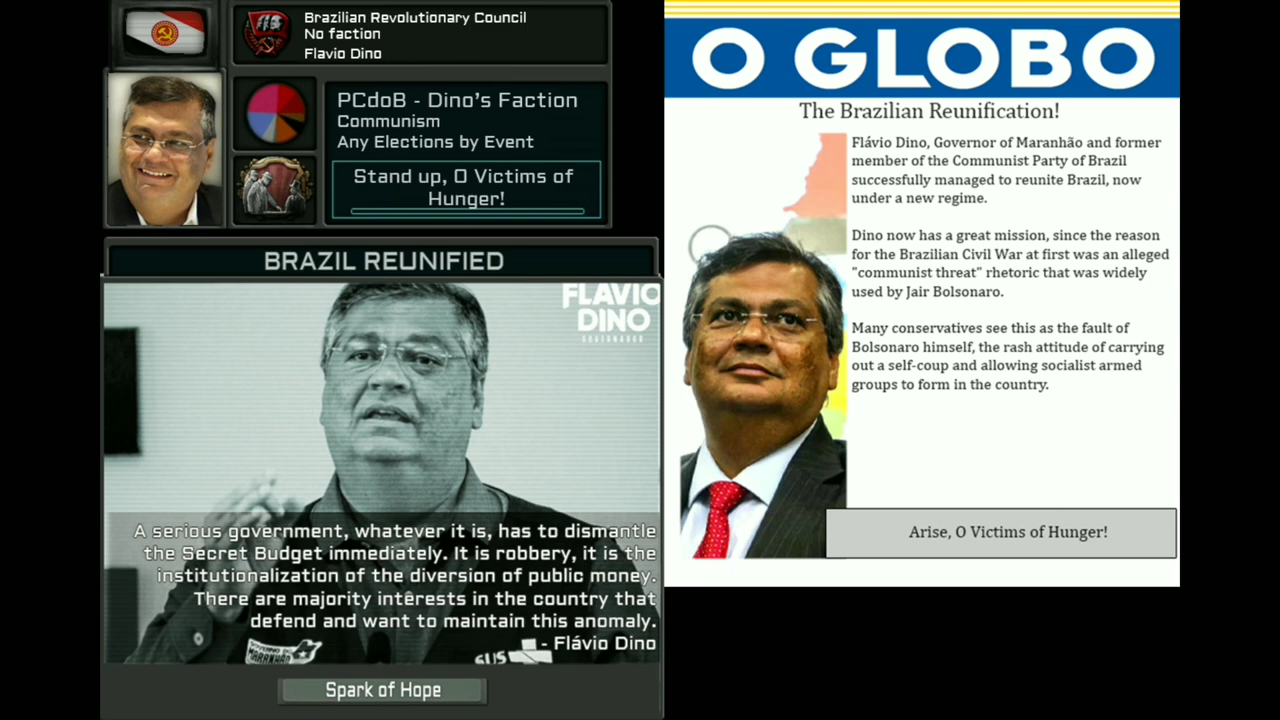 Brazilian Revolutionary Council
No faction
Flavio Dino
PCdoB - Dino's Faction
Communism
Any Elections by Event
Stand up, O Victims of
Hunger!
BRAZIL REUNIFIED
FLAVIO
DINO
GOVERNADOR
A serious government, whatever it is, has to dismantle
the Secret Budget immediately. It is robbery, it is the
institutionalization of the diversion of public money.
There are majority interests in the country that
defend and want to maintain this anomaly.
- Flávio Dino
GOVERNO DO
MARANHÃO
SUS
Spark of Hope
O GLOBO
The Brazilian Reunification!
Flávio Dino, Governor of Maranhão and former
member of the Communist Party of Brazil
successfully managed to reunite Brazil, now
under a new regime.
Dino now has a great mission, since the reason
for the Brazilian Civil War at first was an alleged
"communist threat" rhetoric that was widely
used by Jair Bolsonaro.
Many conservatives see this as the fault of
Bolsonaro himself, the rash attitude of carrying
out a self-coup and allowing socialist armed
groups to form in the country.
Arise, O Victims of Hunger!